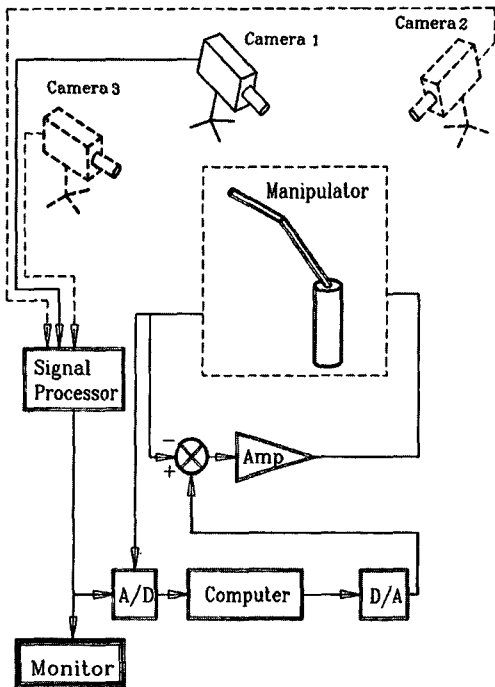 Camera 1
Camera 2
Camera 3
Manipulator
Signal
Processor
−
+
Amp
A/D
Computer
D/A
Monitor